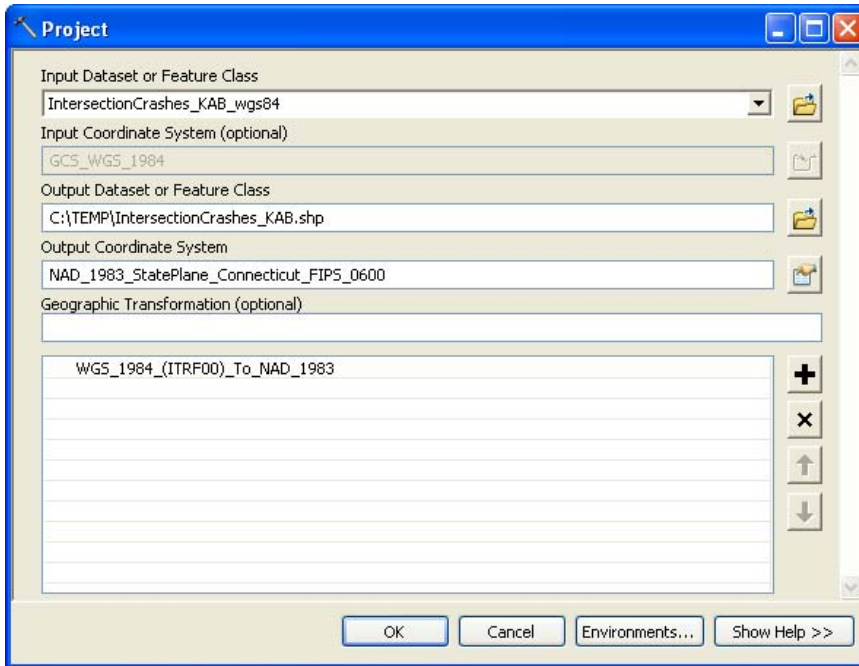 Project
Input Dataset or Feature Class
IntersectionCrashes_KAB_wgs84
Input Coordinate System (optional)
GCS_WGS_1984
Output Dataset or Feature Class
C:\TEMP\IntersectionCrashes_KAB.shp
Output Coordinate System
NAD_1983_StatePlane_Connecticut_FIPS_0600
Geographic Transformation (optional)
WGS_1984_(ITRF00)_To_NAD_1983
OK Cancel Environments... Show Help >>